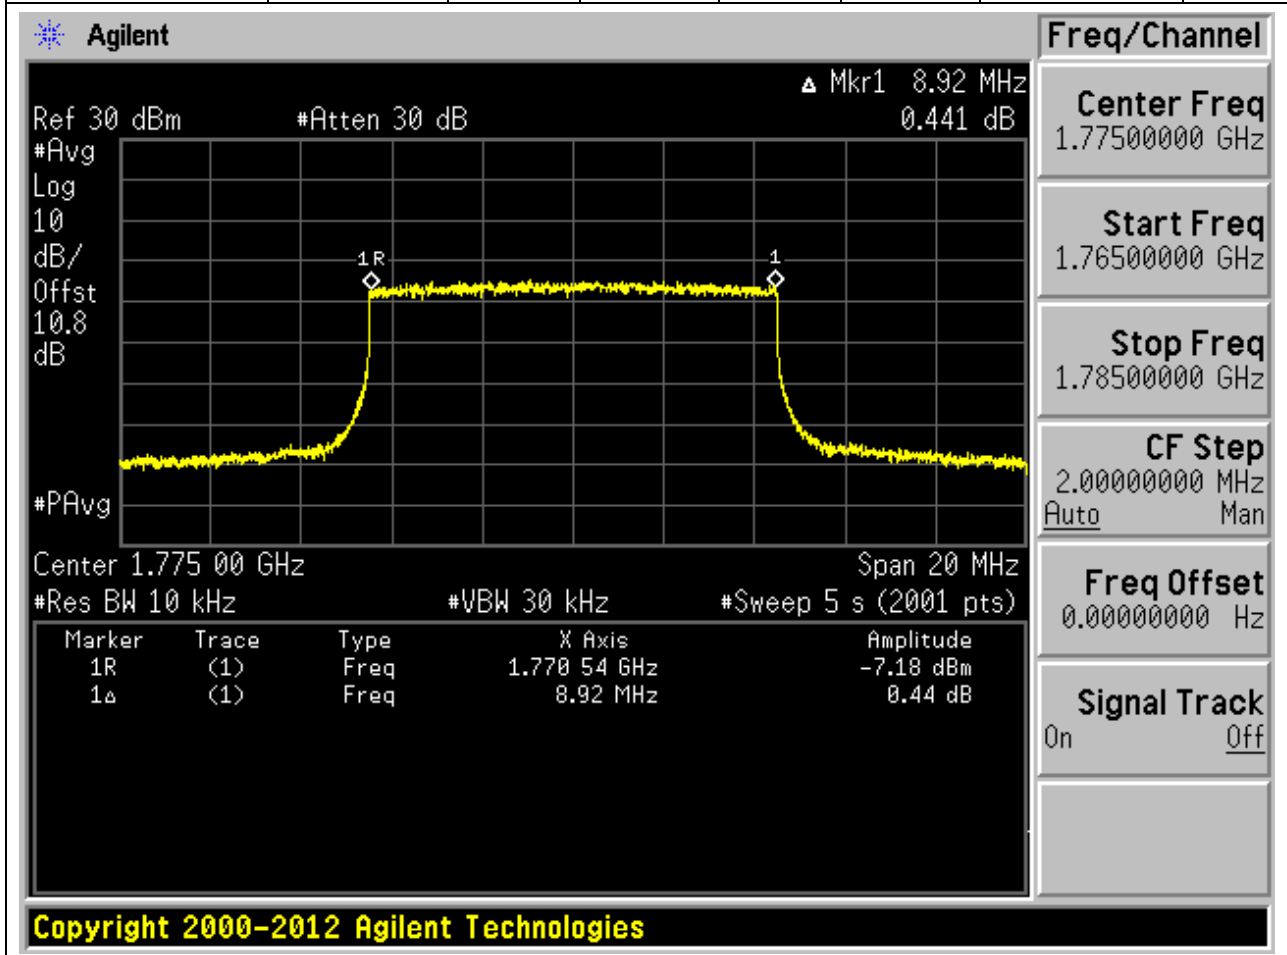 Agilent
Freq/Channel
Δ Mkr1 8.92 MHz
Ref 30 dBm #Atten 30 dB 0.441 dB
#Avg
Log
10
dB/
Offst
10.8
dB
1R 1
#PAvg
Center 1.775 00 GHz Span 20 MHz
#Res BW 10 kHz #VBW 30 kHz #Sweep 5 s (2001 pts)
Marker Trace Type X Axis Amplitude
1R (1) Freq 1.770 54 GHz -7.18 dBm
1Δ (1) Freq 8.92 MHz 0.44 dB
Center Freq
1.77500000 GHz
Start Freq
1.76500000 GHz
Stop Freq
1.78500000 GHz
CF Step
2.00000000 MHz
Auto Man
Freq Offset
0.00000000 Hz
Signal Track
On Off
Copyright 2000-2012 Agilent Technologies